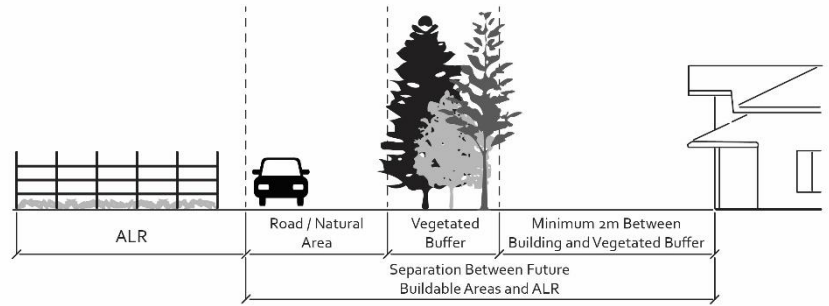 ALR
Road / Natural
Area
Vegetated
Buffer
Minimum 2m Between
Building and Vegetated Buffer
Separation Between Future
Buildable Areas and ALR